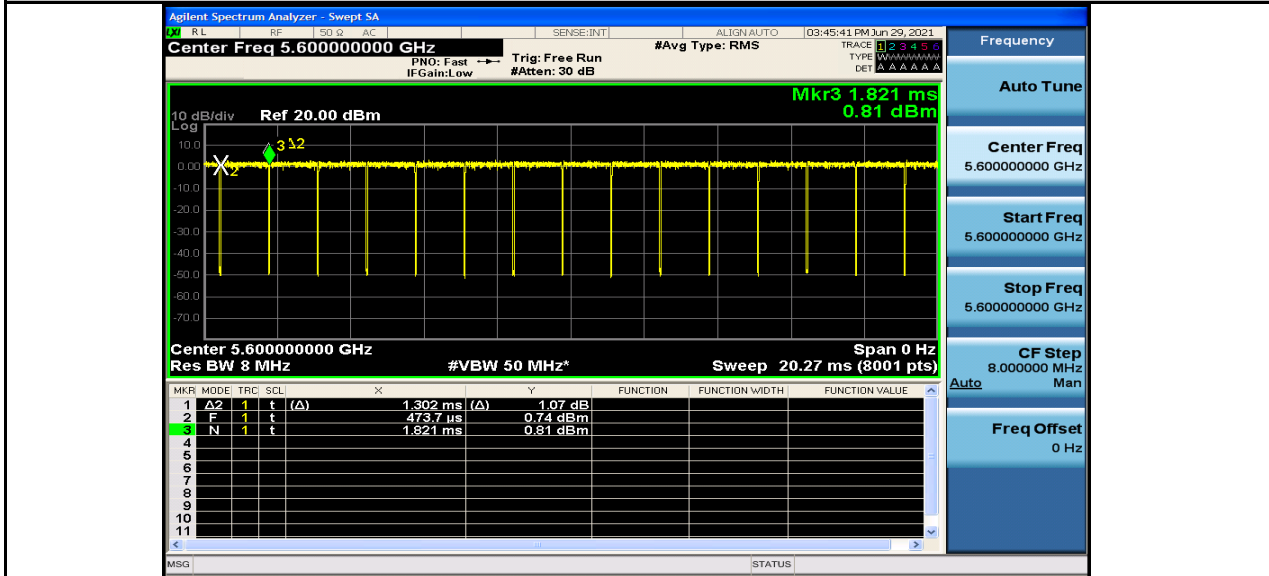 Agilent Spectrum Analyzer - Swept SA
LXI RL RF 50 Ω AC SENSE:INT ALIGN AUTO 03:45:41 PM Jun 29, 2021
Center Freq 5.600000000 GHz #Avg Type: RMS TRACE 1 2 3 4 5 6
PNO: Fast Trig: Free Run TYPE WWWWWW
IFGain:Low #Atten: 30 dB DET A A A A A A
Mkr3 1.821 ms
10 dB/div Ref 20.00 dBm 0.81 dBm
Log
10.0
3 Δ2
0.00
X2
-10.0
-20.0
-30.0
-40.0
-50.0
-60.0
-70.0
Center 5.600000000 GHz Span 0 Hz
Res BW 8 MHz #VBW 50 MHz* Sweep 20.27 ms (8001 pts)
MKR MODE TRC SCL X Y FUNCTION FUNCTION WIDTH FUNCTION VALUE
1 Δ2 1 t (Δ) 1.302 ms (Δ) 1.07 dB
2 F 1 t 473.7 µs 0.74 dBm
3 N 1 t 1.821 ms 0.81 dBm
4
5
6
7
8
9
10
11
MSG STATUS
Frequency
Auto Tune
Center Freq
5.600000000 GHz
Start Freq
5.600000000 GHz
Stop Freq
5.600000000 GHz
CF Step
8.000000 MHz
Auto Man
Freq Offset
0 Hz